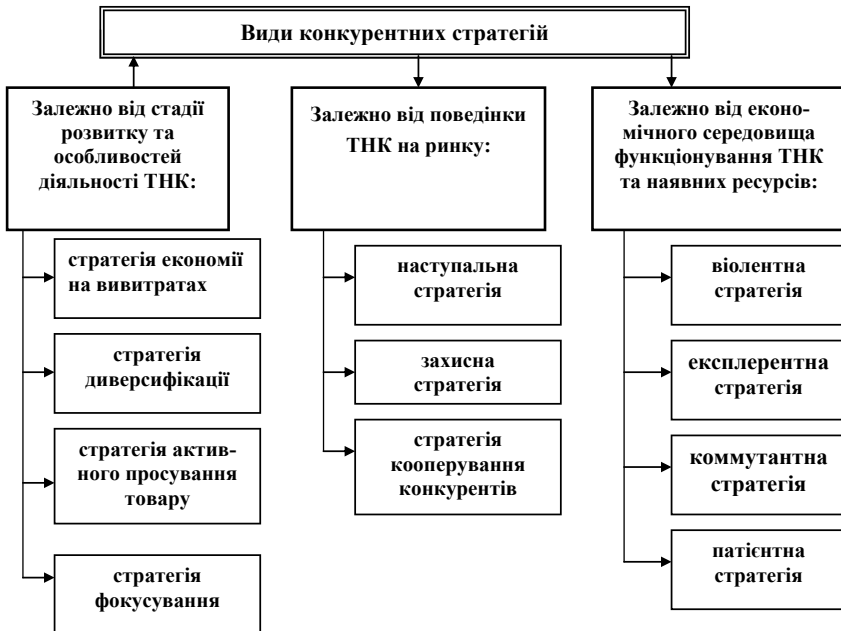 Види конкурентних стратегій
Залежно від стадії
розвитку та
особливостей
діяльності ТНК:
стратегія економії
на вивитратах
стратегія
диверсифікації
стратегія актив-
ного просування
товару
стратегія
фокусування
Залежно від поведінки
ТНК на ринку:
наступальна
стратегія
захисна
стратегія
стратегія
кооперування
конкурентів
Залежно від еконо-
мічного середовища
функціонування ТНК
та наявних ресурсів:
віолентна
стратегія
експлерентна
стратегія
коммутантна
стратегія
патієнтна
стратегія